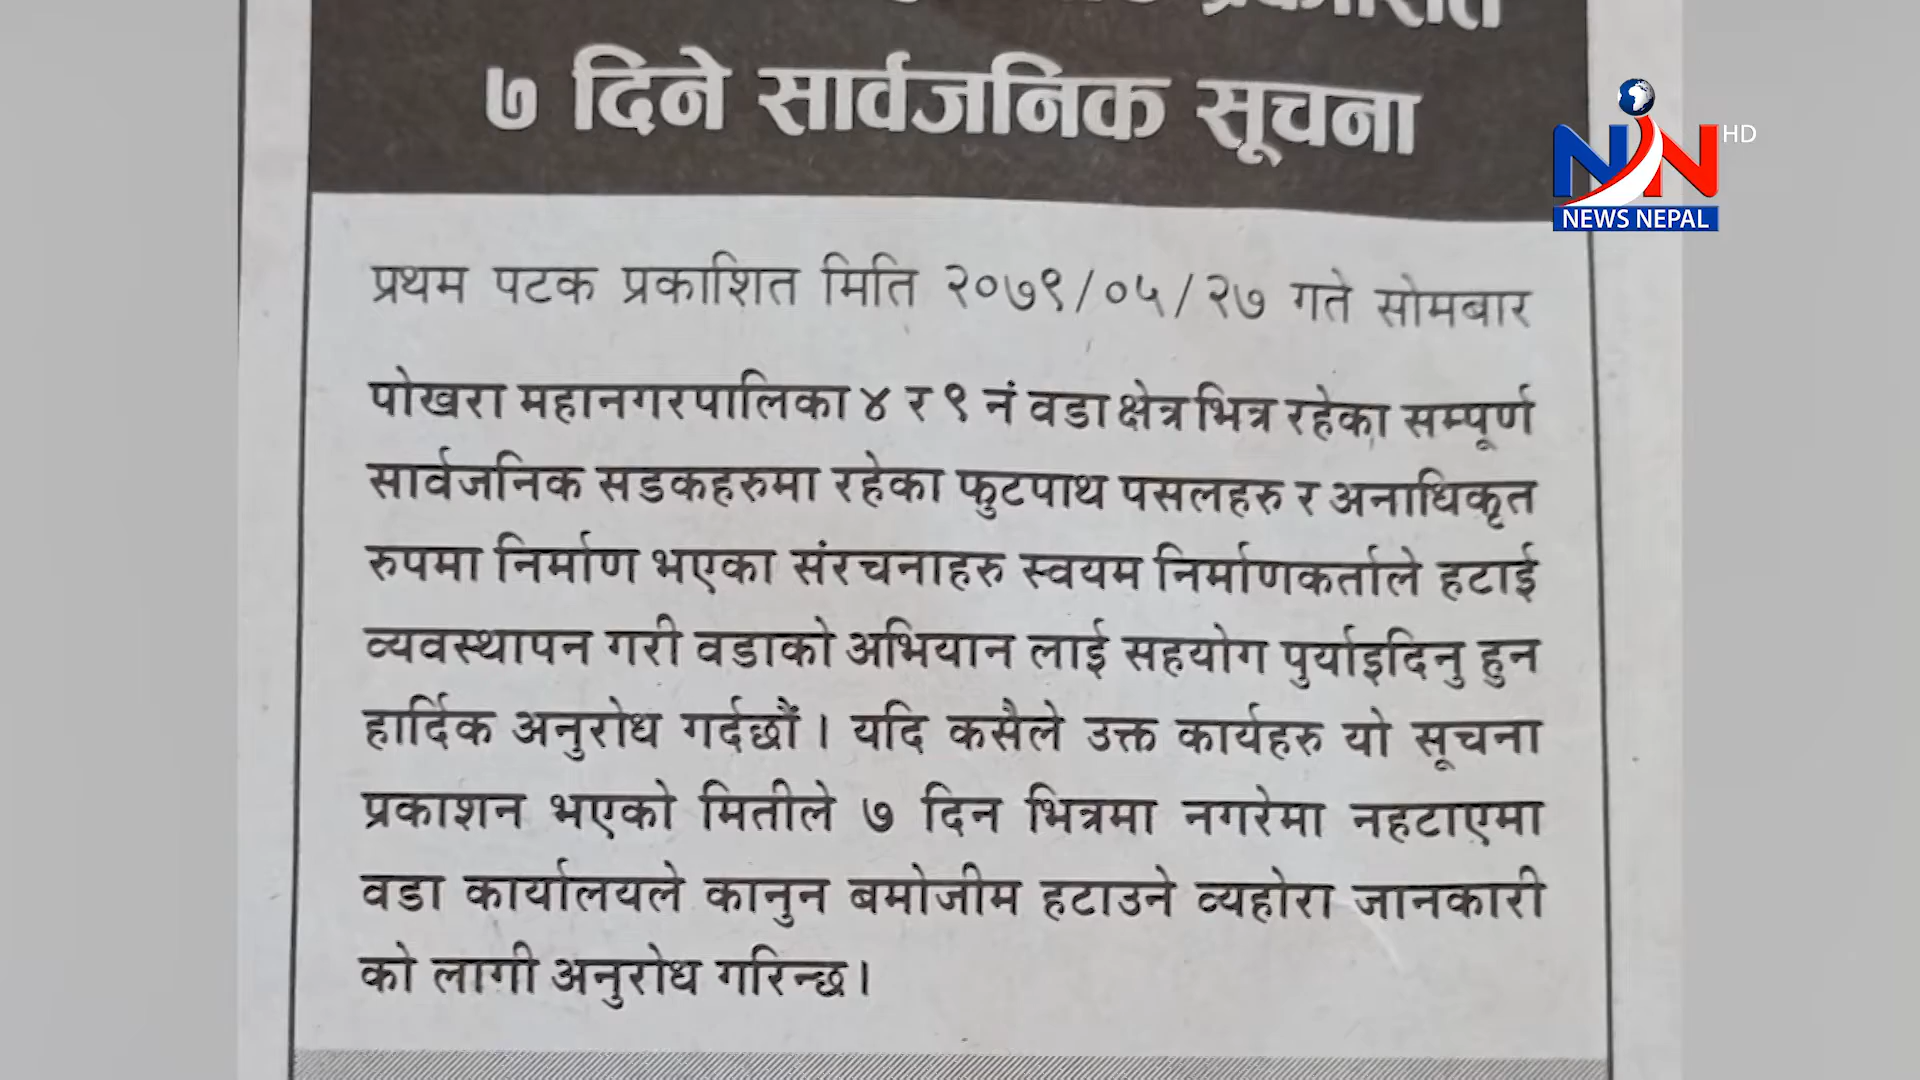 प्रकाशित
७ दिने सार्वजनिक सूचना
NN HD
NEWS NEPAL
प्रथम पटक प्रकाशित मिति २०७९/०५/२७ गते सोमबार
पोखरा महानगरपालिका ४ र ९ नं वडा क्षेत्र भित्र रहेका सम्पूर्ण
सार्वजनिक सडकहरुमा रहेका फुटपाथ पसलहरु र अनाधिकृत
रुपमा निर्माण भएका संरचनाहरु स्वयम निर्माणकर्ताले हटाई
व्यवस्थापन गरी वडाको अभियान लाई सहयोग पुर्याइदिनु हुन
हार्दिक अनुरोध गर्दछौं । यदि कसैले उक्त कार्यहरु यो सूचना
प्रकाशन भएको मितीले ७ दिन भित्रमा नगरेमा नहटाएमा
वडा कार्यालयले कानुन बमोजीम हटाउने व्यहोरा जानकारी
को लागी अनुरोध गरिन्छ ।